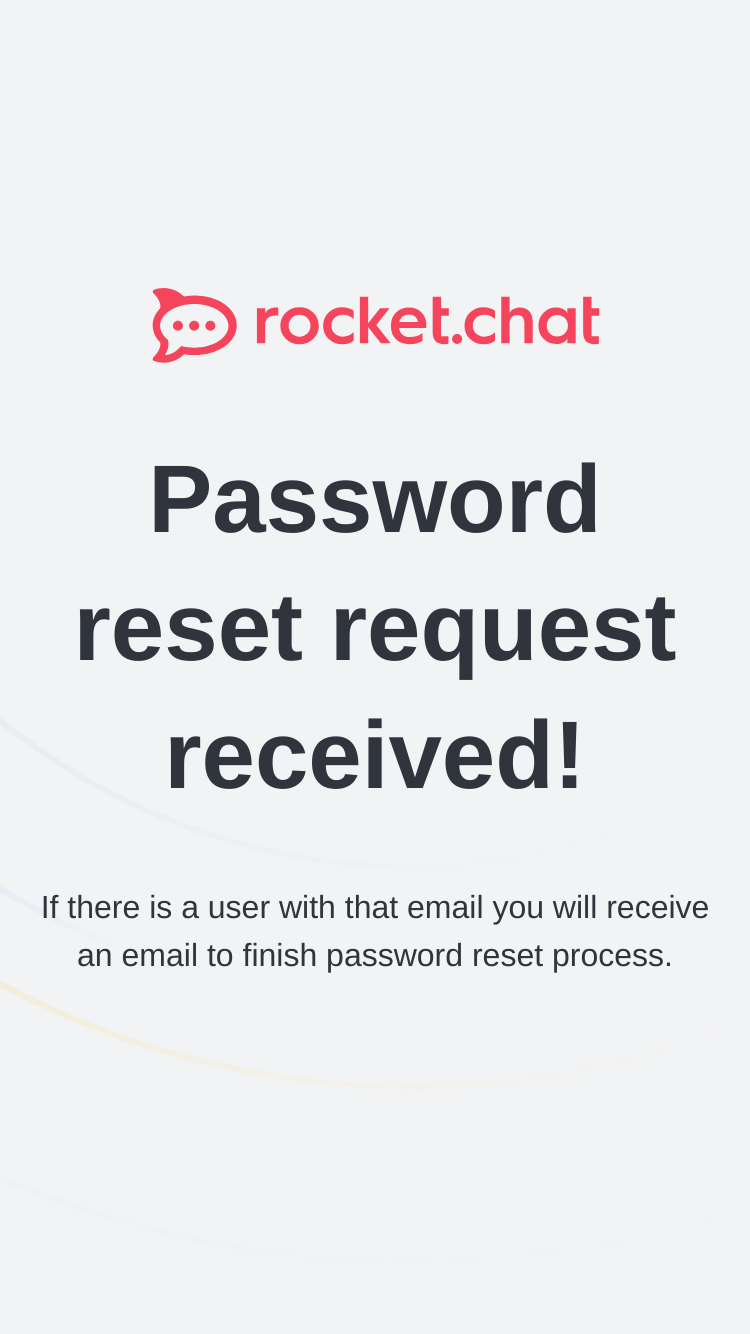 rocket.chat
Password
reset request
received!
If there is a user with that email you will receive
an email to finish password reset process.